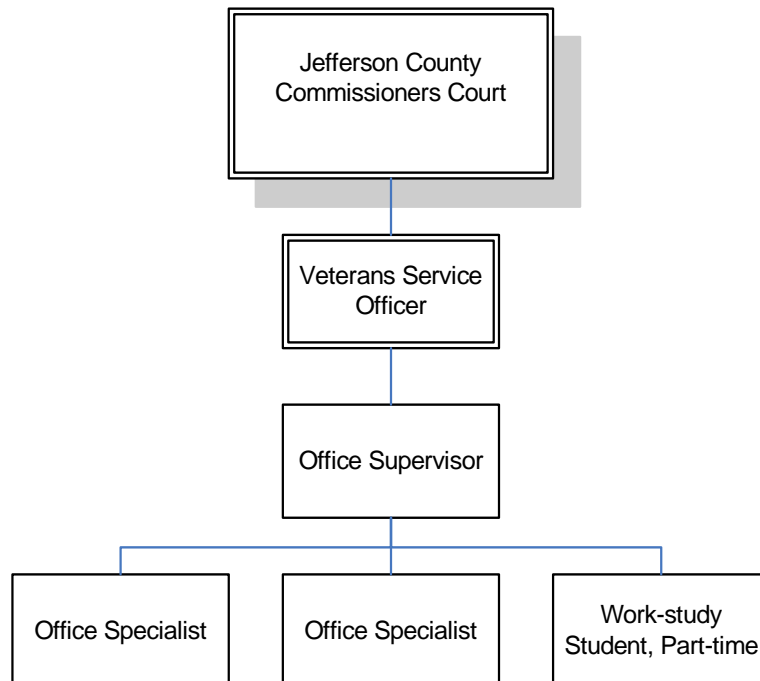 Jefferson County
Commissioners Court
Veterans Service
Officer
Office Supervisor
Office Specialist
Office Specialist
Work-study
Student, Part-time